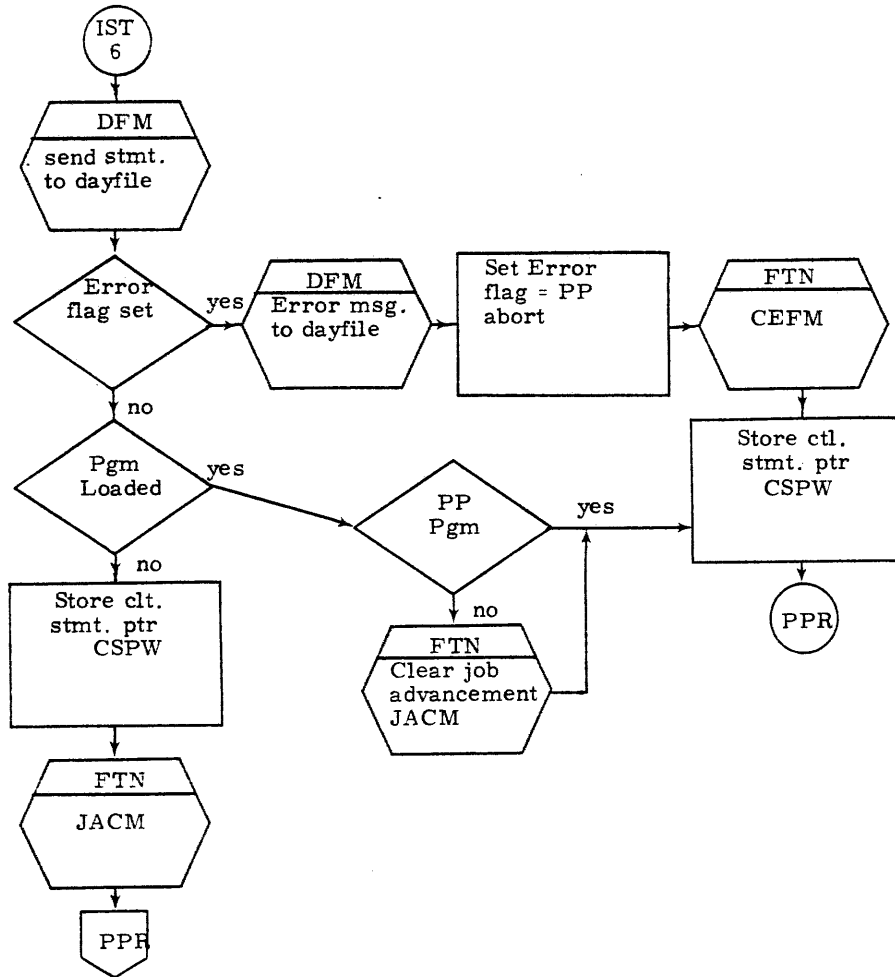 IST
6
DFM
send stmt.
to dayfile
Error
flag set
yes
DFM
Error msg.
to dayfile
Set Error
flag = PP
abort
FTN
CEFM
no
Pgm
Loaded
yes
PP
Pgm
yes
Store ctl.
stmt. ptr
CSPW
no
Store clt.
stmt. ptr
CSPW
no
FTN
Clear job
advancement
JACM
PPR
FTN
JACM
PPR